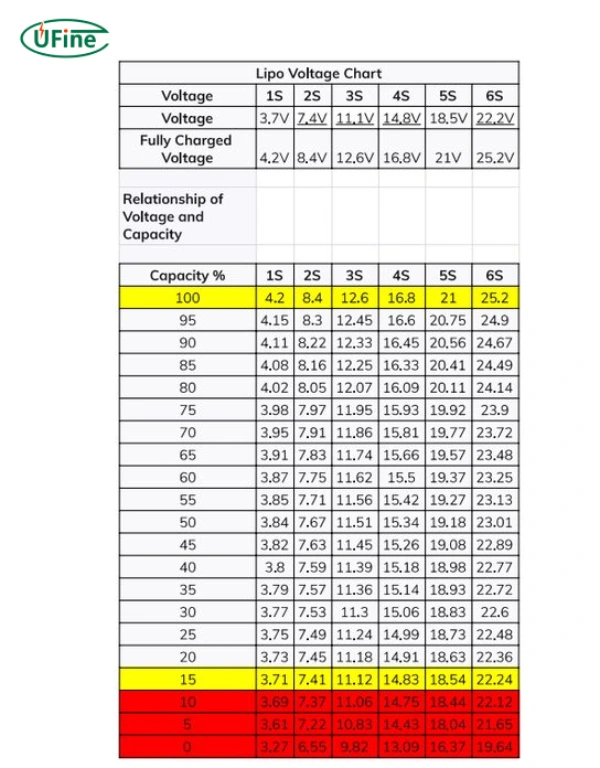 UFine
Lipo Voltage Chart
Voltage 1S 2S 3S 4S 5S 6S
Voltage 3.7V 7.4V 11.1V 14.8V 18.5V 22.2V
Fully Charged
Voltage 4.2V 8.4V 12.6V 16.8V 21V 25.2V
Relationship of
Voltage and
Capacity
Capacity % 1S 2S 3S 4S 5S 6S
100 4.2 8.4 12.6 16.8 21 25.2
95 4.15 8.3 12.45 16.6 20.75 24.9
90 4.11 8.22 12.33 16.45 20.56 24.67
85 4.08 8.16 12.25 16.33 20.41 24.49
80 4.02 8.05 12.07 16.09 20.11 24.14
75 3.98 7.97 11.95 15.93 19.92 23.9
70 3.95 7.91 11.86 15.81 19.77 23.72
65 3.91 7.83 11.74 15.66 19.57 23.48
60 3.87 7.75 11.62 15.5 19.37 23.25
55 3.85 7.71 11.56 15.42 19.27 23.13
50 3.84 7.67 11.51 15.34 19.18 23.01
45 3.82 7.63 11.45 15.26 19.08 22.89
40 3.8 7.59 11.39 15.18 18.98 22.77
35 3.79 7.57 11.36 15.14 18.93 22.72
30 3.77 7.53 11.3 15.06 18.83 22.6
25 3.75 7.49 11.24 14.99 18.73 22.48
20 3.73 7.45 11.18 14.91 18.63 22.36
15 3.71 7.41 11.12 14.83 18.54 22.24
10 3.69 7.37 11.06 14.75 18.44 22.12
5 3.61 7.22 10.83 14.43 18.04 21.65
0 3.27 6.55 9.82 13.09 16.37 19.64